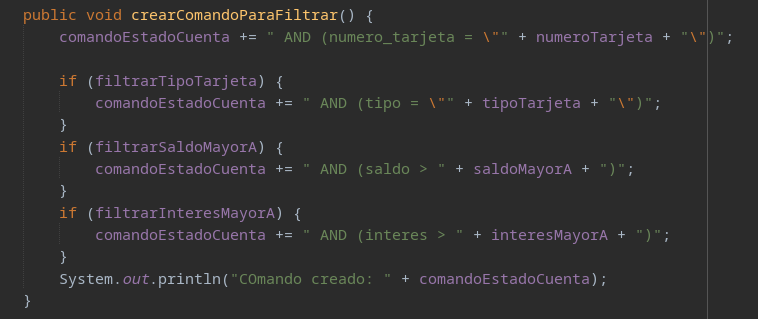 public void crearComandoParaFiltrar() {
    comandoEstadoCuenta += " AND (numero_tarjeta = \"" + numeroTarjeta + "\")";

    if (filtrarTipoTarjeta) {
        comandoEstadoCuenta += " AND (tipo = \"" + tipoTarjeta + "\")";
    }
    if (filtrarSaldoMayorA) {
        comandoEstadoCuenta += " AND (saldo > " + saldoMayorA + ")";
    }
    if (filtrarInteresMayorA) {
        comandoEstadoCuenta += " AND (interes > " + interesMayorA + ")";
    }
    System.out.println("COmando creado: " + comandoEstadoCuenta);
}